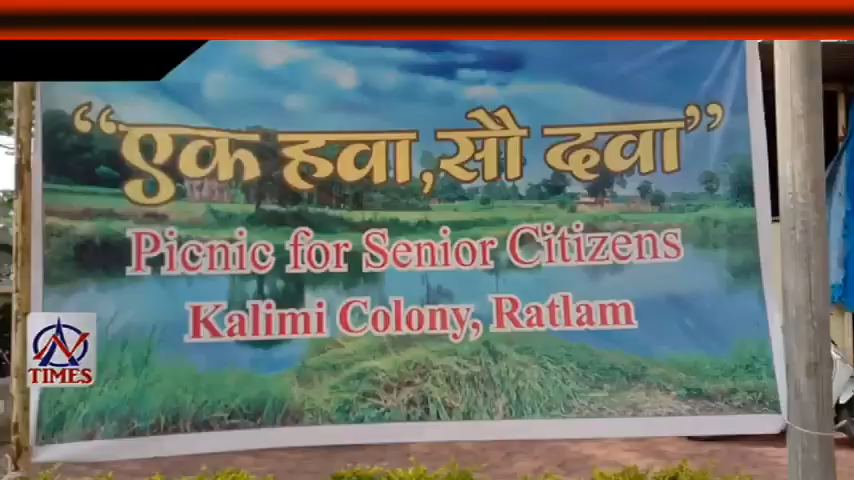 “एक हवा, सौ दवा”
Picnic for Senior Citizens
Kalimi Colony, Ratlam
TIMES